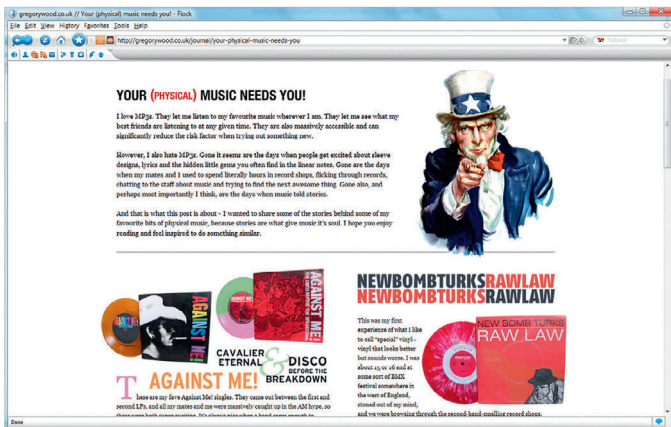 gregorywood.co.uk // Your (physical) music needs you! - Flock
File Edit View History Favorites Tools Help
http://gregorywood.co.uk/journal/your-physical-music-needs-you
YOUR (PHYSICAL) MUSIC NEEDS YOU!
I love MP3s. They let me listen to my favourite music wherever I am. They let me see what my
best friends are listening to at any given time. They are also massively accessible and can
significantly reduce the risk factor when trying out something new.
However, I also hate MP3s. Gone it seems are the days when people get excited about sleeve
designs, lyrics and the hidden little gems you often find in the linear notes. Gone are the days
when my mates and I used to spend literally hours in record shops, flicking through records,
chatting to the staff about music and trying to find the next awesome thing. Gone also, and
perhaps most importantly I think, are the days when music told stories.
And that is what this post is about - I wanted to share some of the stories behind some of my
favourite bits of physical music, because stories are what give music it's soul. I hope you enjoy
reading and feel inspired to do something similar.
AGAINST ME!
AGAINST ME!
CAVALIER
ETERNAL &
DISCO
BEFORE THE
BREAKDOWN
AGAINST ME!
These are my fave Against Me! singles. They came out between the first and
second LPs, and all my mates and we were massively caught up in the AM hype, so
NEWBOMBTURKSRAWLAW
NEWBOMBTURKSRAWLAW
This was my first
experience of what I like
to call "special" vinyl -
vinyl that looks better
but sounds worse. I was
about 15 or 16 and at
some sort of BMX
festival somewhere in
the west of England,
stoned out of my mind,
and we were browsing through the second-hand-smelling record shops.
NEW BOMB TURKS
RAW LAW
Done